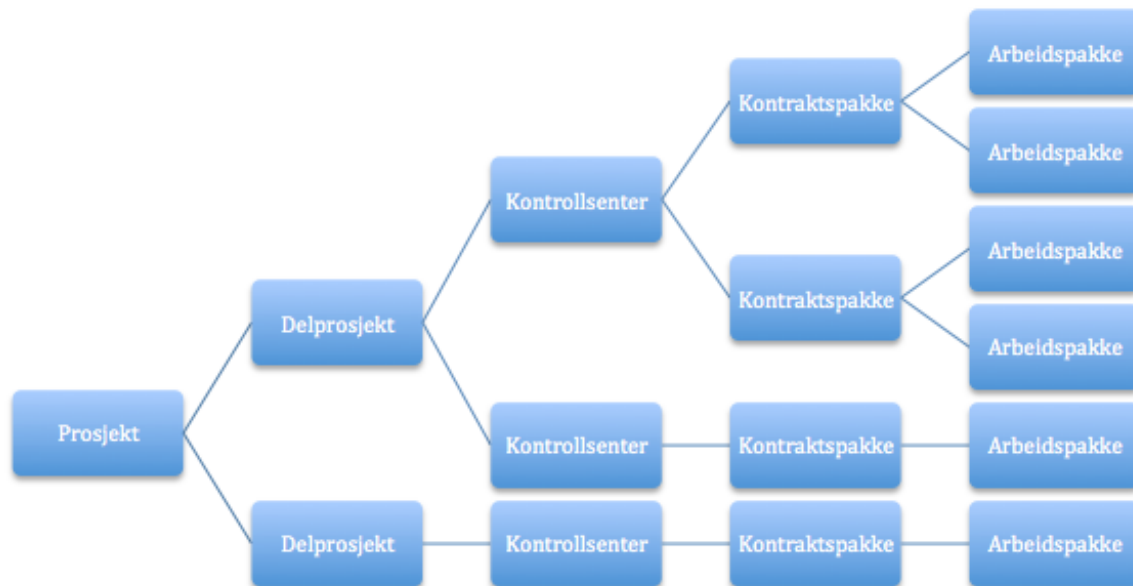 Arbeidspakke
Kontraktspakke
Arbeidspakke
Kontrollsenter
Arbeidspakke
Kontraktspakke
Delprosjekt
Arbeidspakke
Prosjekt
Kontrollsenter
Kontraktspakke
Arbeidspakke
Delprosjekt
Kontrollsenter
Kontraktspakke
Arbeidspakke